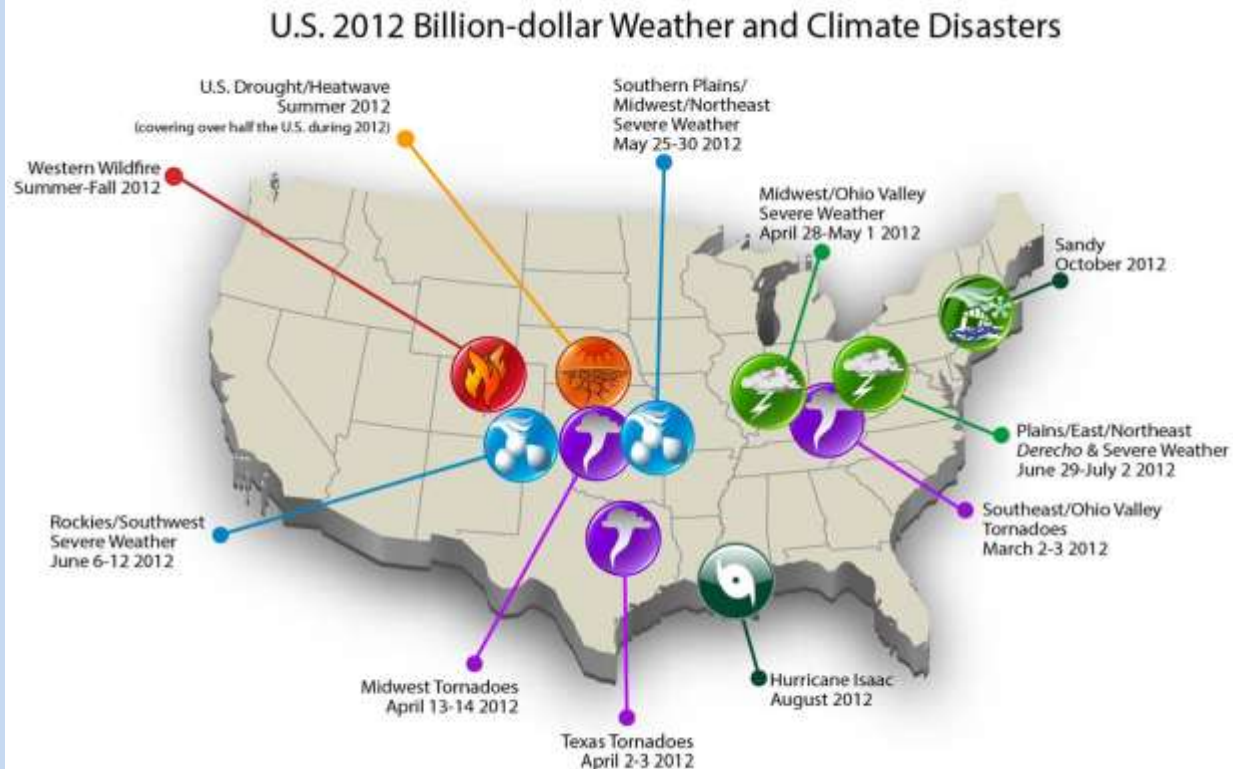 U.S. 2012 Billion-dollar Weather and Climate Disasters
U.S. Drought/Heatwave
Summer 2012
(covering over half the U.S. during 2012)
Southern Plains/
Midwest/Northeast
Severe Weather
May 25-30 2012
Western Wildfire
Summer-Fall 2012
Midwest/Ohio Valley
Severe Weather
April 28-May 1 2012
Sandy
October 2012
Plains/East/Northeast
Derecho & Severe Weather
June 29-July 2 2012
Rockies/Southwest
Severe Weather
June 6-12 2012
Southeast/Ohio Valley
Tornadoes
March 2-3 2012
Midwest Tornadoes
April 13-14 2012
Hurricane Isaac
August 2012
Texas Tornadoes
April 2-3 2012